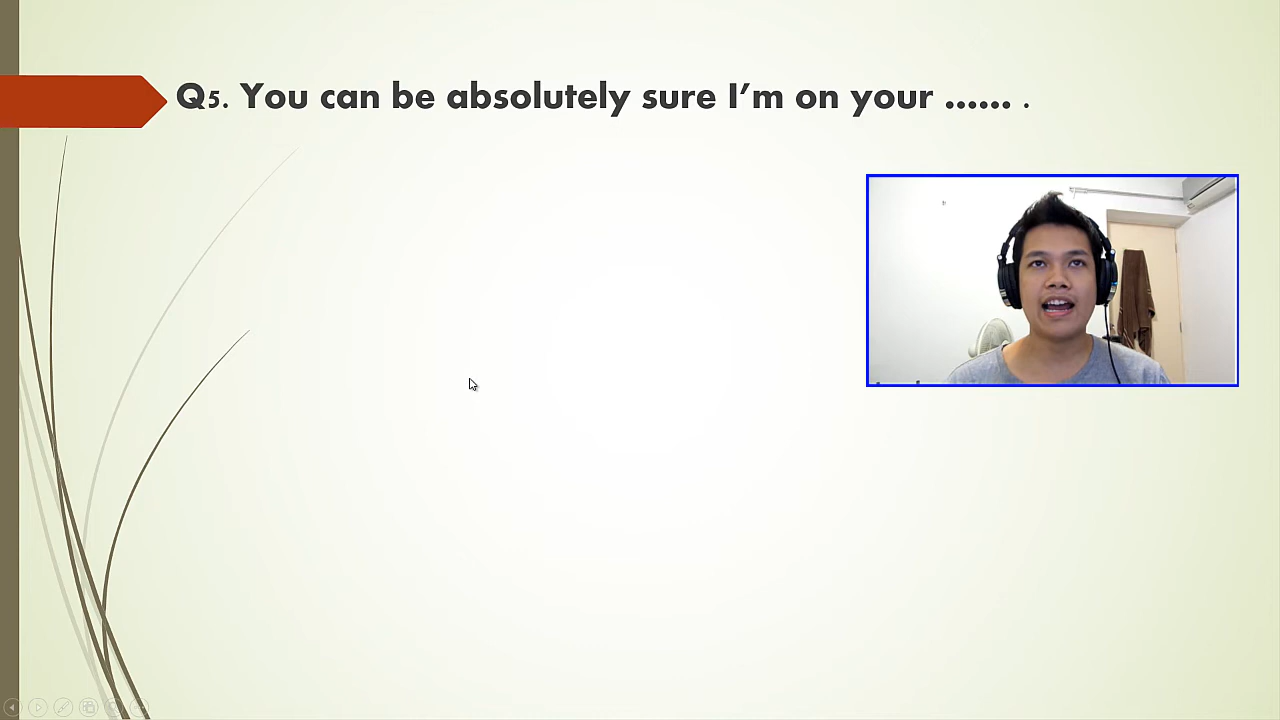 Q5. You can be absolutely sure I’m on your ...... .